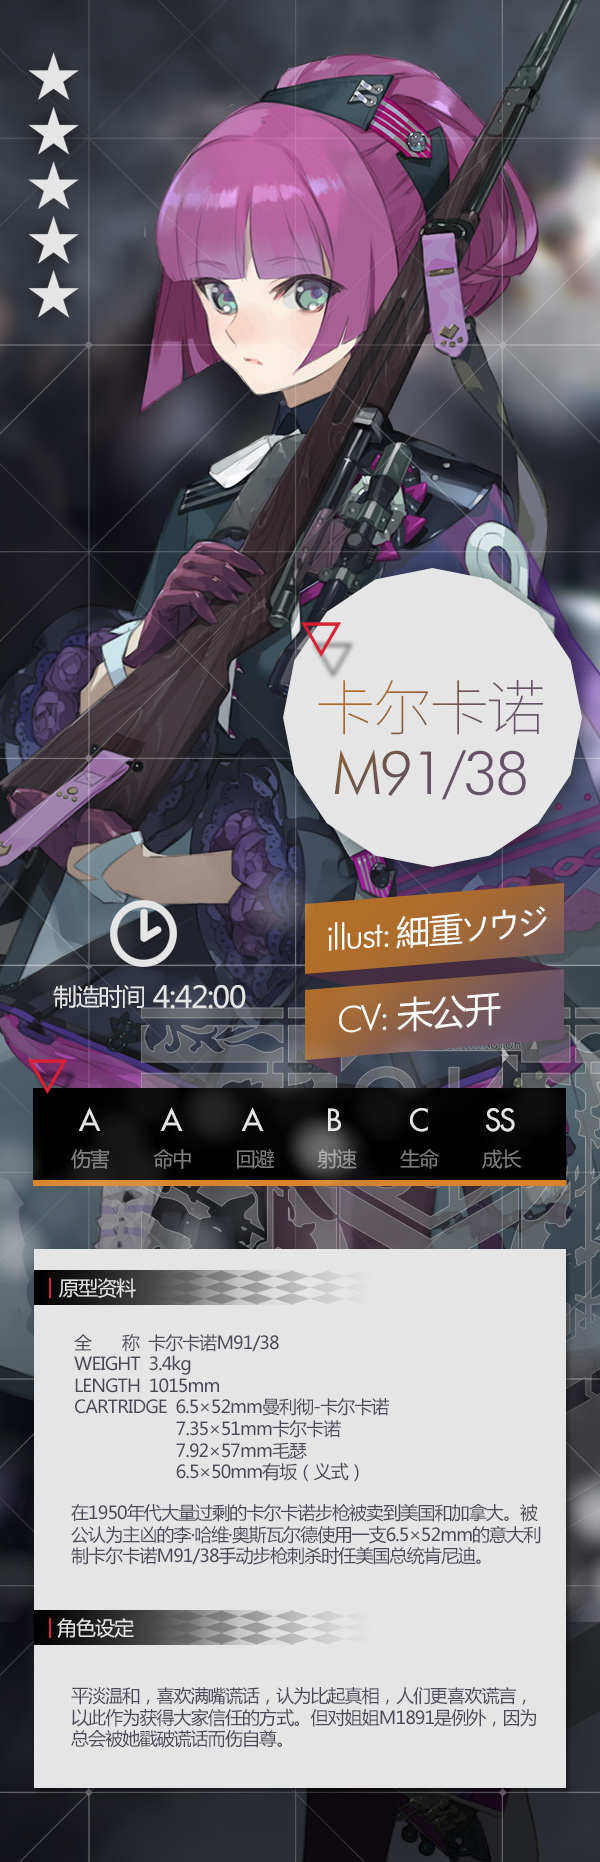 卡尔卡诺
M91/38
illust: 細重ソウジ
制造时间 4:42:00
CV: 未公开
A A A B C SS
伤害 命中 回避 射速 生命 成长
原型资料
全 称 卡尔卡诺M91/38
WEIGHT 3.4kg
LENGTH 1015mm
CARTRIDGE 6.5×52mm曼利彻-卡尔卡诺
7.35×51mm卡尔卡诺
7.92×57mm毛瑟
6.5×50mm有坂（义式）
在1950年代大量过剩的卡尔卡诺步枪被卖到美国和加拿大。被
公认为主凶的李·哈维·奥斯瓦尔德使用一支6.5×52mm的意大利
制卡尔卡诺M91/38手动步枪刺杀时任美国总统肯尼迪。
角色设定
平淡温和，喜欢满嘴谎话，认为比起真相，人们更喜欢谎言，
以此作为获得大家信任的方式。但对姐姐M1891是例外，因为
总会被她戳破谎话而伤自尊。